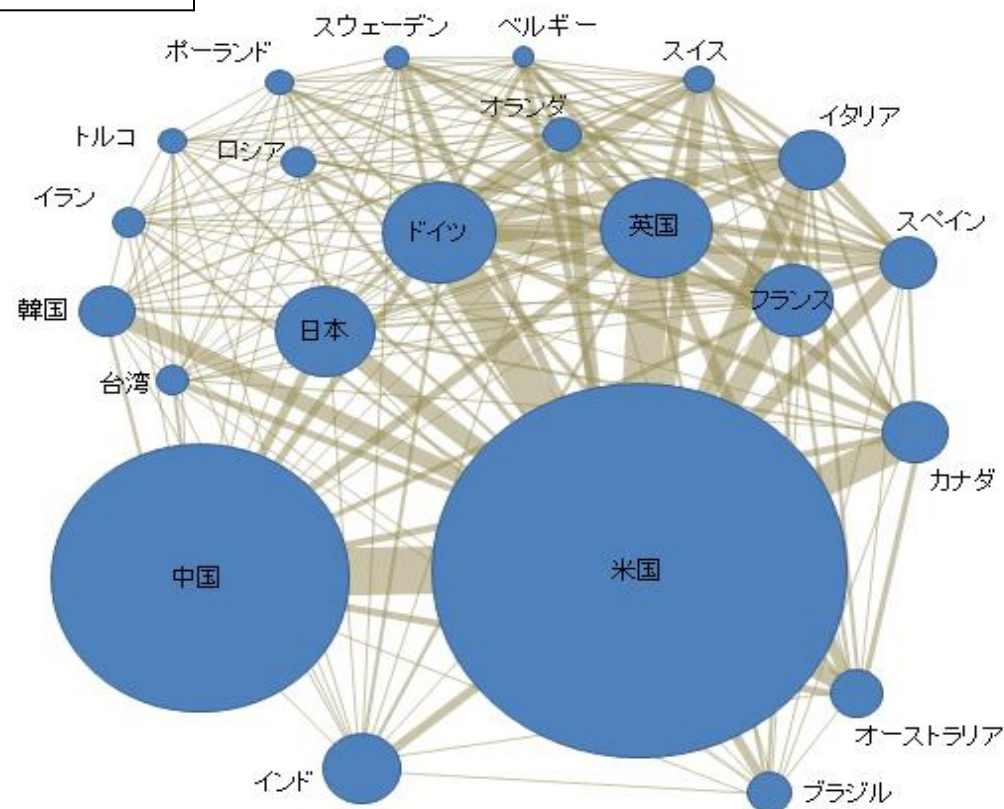 スウェーデン
ベルギー
ポーランド
スイス
オランダ
イタリア
トルコ
ロシア
イラン
ドイツ
英国
スペイン
韓国
日本
フランス
台湾
カナダ
中国
米国
オーストラリア
インド
ブラジル